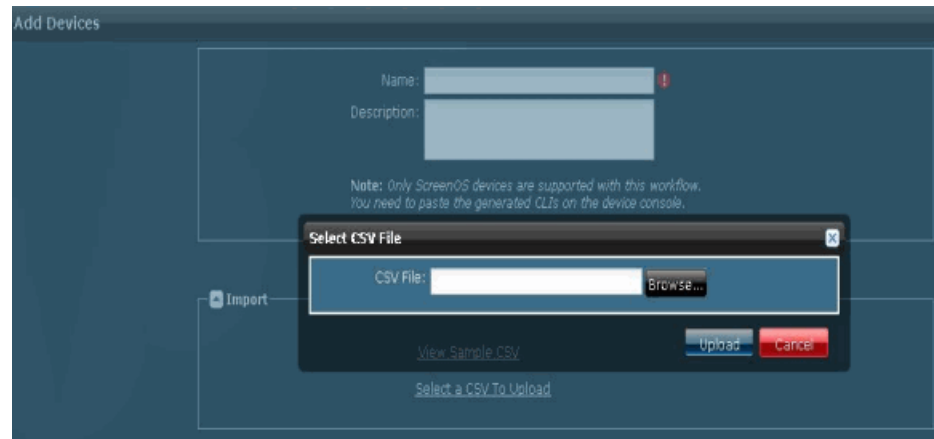 Add Devices
Name:
Description:
Note: Only ScreenOS devices are supported with this workflow.
You need to paste the generated CLIs on the device console.
Select CSV File
CSV File:
Browse...
Import
Upload
Cancel
View Sample CSV
Select a CSV To Upload